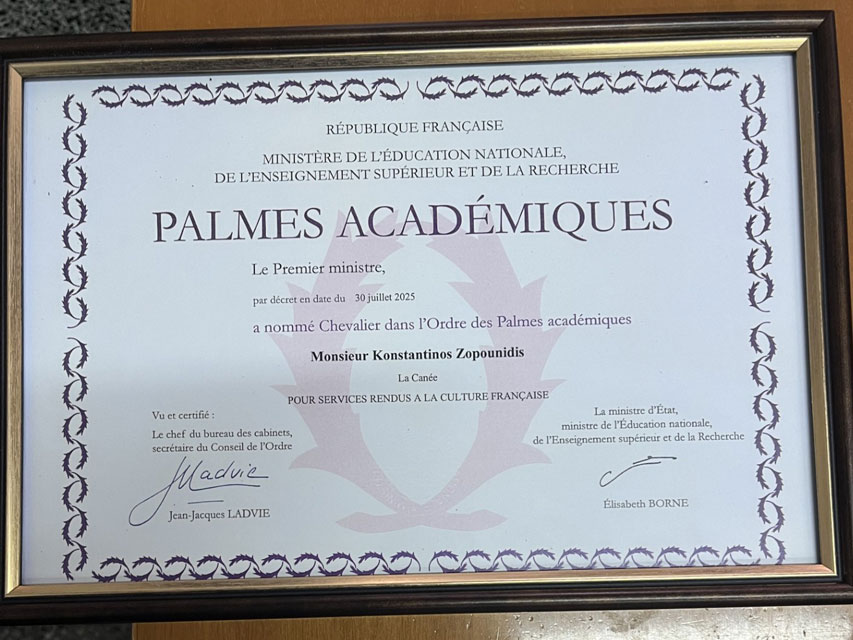 RÉPUBLIQUE FRANÇAISE
MINISTÈRE DE L'ÉDUCATION NATIONALE,
DE L'ENSEIGNEMENT SUPÉRIEUR ET DE LA RECHERCHE
PALMES ACADÉMIQUES
Le Premier ministre,
par décret en date du 30 juillet 2025
a nommé Chevalier dans l'Ordre des Palmes académiques
Monsieur Konstantinos Zopounidis
La Canée
POUR SERVICES RENDUS A LA CULTURE FRANÇAISE
Vu et certifié :
Le chef du bureau des cabinets,
secrétaire du Conseil de l'Ordre
JMadvie
Jean-Jacques LADVIE
La ministre d'État,
ministre de l'Éducation nationale,
de l'Enseignement supérieur et de la Recherche
Élisabeth BORNE